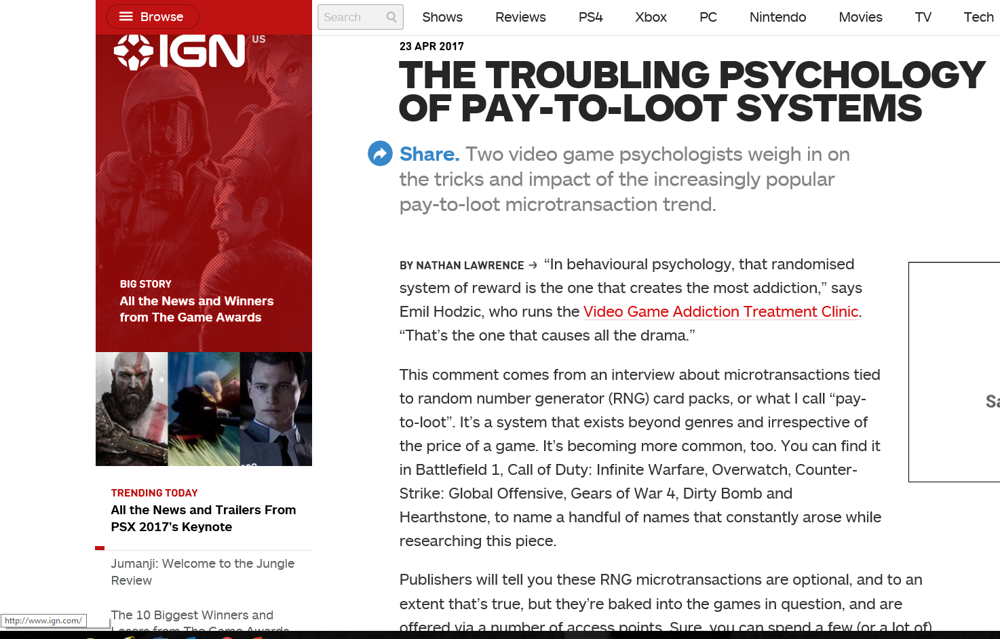 Browse
Search
Shows
Reviews
PS4
Xbox
PC
Nintendo
Movies
TV
Tech
IGN
US
BIG STORY
All the News and Winners
from The Game Awards
TRENDING TODAY
All the News and Trailers From
PSX 2017's Keynote
Jumanji: Welcome to the Jungle
Review
The 10 Biggest Winners and
Losers from The Game Awards
http://www.ign.com/
23 APR 2017
THE TROUBLING PSYCHOLOGY
OF PAY-TO-LOOT SYSTEMS
Share. Two video game psychologists weigh in on
the tricks and impact of the increasingly popular
pay-to-loot microtransaction trend.
BY NATHAN LAWRENCE → “In behavioural psychology, that randomised
system of reward is the one that creates the most addiction,” says
Emil Hodzic, who runs the Video Game Addiction Treatment Clinic.
“That’s the one that causes all the drama.”
This comment comes from an interview about microtransactions tied
to random number generator (RNG) card packs, or what I call “pay-
to-loot”. It’s a system that exists beyond genres and irrespective of
the price of a game. It’s becoming more common, too. You can find it
in Battlefield 1, Call of Duty: Infinite Warfare, Overwatch, Counter-
Strike: Global Offensive, Gears of War 4, Dirty Bomb and
Hearthstone, to name a handful of names that constantly arose while
researching this piece.
Publishers will tell you these RNG microtransactions are optional, and to an
extent that’s true, but they’re baked into the games in question, and are
offered via a number of access points. Sure, you can spend a few (or a lot of)